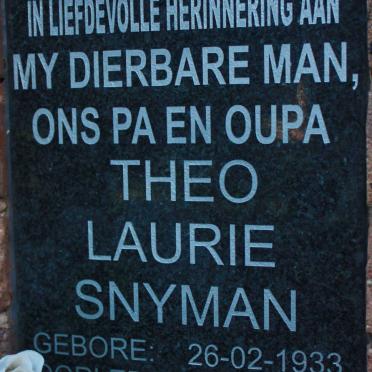 IN LIEFDEVOLLE HERINNERING AAN
MY DIERBARE MAN,
ONS PA EN OUPA
THEO
LAURIE
SNYMAN
GEBORE: 26-02-1933